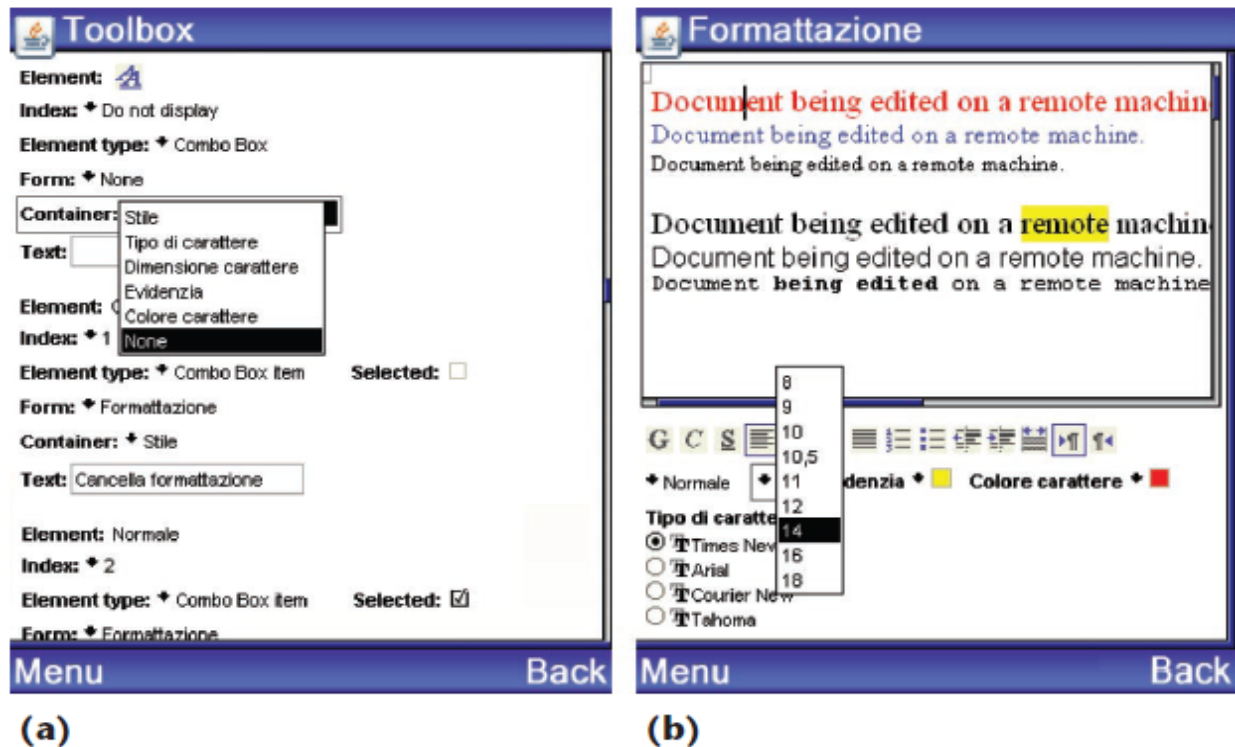 Toolbox
Element:
Index: Do not display
Element type: Combo Box
Form: None
Container:
Stile
Tipo di carattere
Dimensione carattere
Evidenzia
Colore carattere
None
Text:
Element:
Index: 1
Element type: Combo Box item Selected:
Form: Formattazione
Container: Stile
Text: Cancella formattazione
Element: Normale
Index: 2
Element type: Combo Box item Selected:
Form: Formattazione
Menu Back
(a)
Formattazione
Document being edited on a remote machin
Document being edited on a remote machine.
Document being edited on a remote machine.
Document being edited on a remote machin
Document being edited on a remote machine.
Document being edited on a remote machine
8
9
10
10,5
11
12
14
16
18
G C S
Normale denzia Colore carattere
Tipo di caratte
Times New
Arial
Courier New
Tahoma
Menu Back
(b)